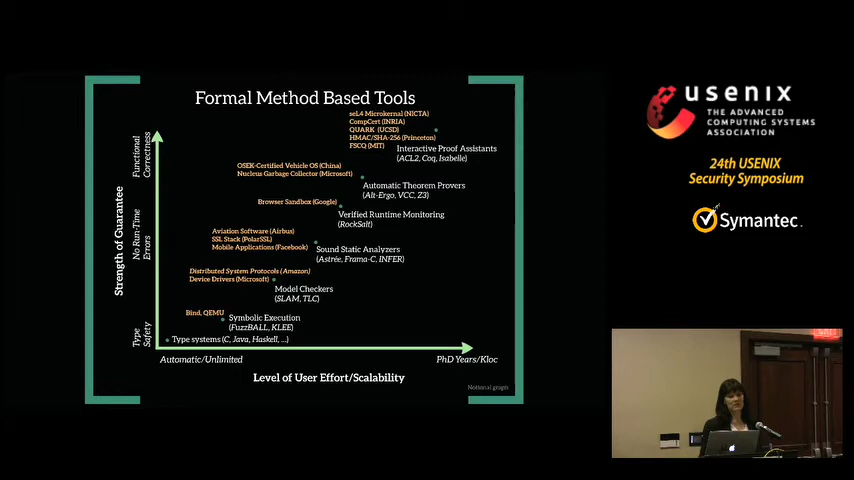 Formal Method Based Tools
seL4 Microkernal (NICTA)
CompCert (INRIA)
QUARK (UCSD)
HMAC/SHA-256 (Princeton)
FSCQ (MIT)
Interactive Proof Assistants
(ACL2, Coq, Isabelle)
OSEK-Certified Vehicle OS (China)
Nucleus Garbage Collector (Microsoft)
Automatic Theorem Provers
(Alt-Ergo, VCC, Z3)
Browser Sandbox (Google)
Verified Runtime Monitoring
(RockSalt)
Aviation Software (Airbus)
SSL Stack (PolarSSL)
Mobile Applications (Facebook)
Sound Static Analyzers
(Astrée, Frama-C, INFER)
Distributed System Protocols (Amazon)
Device Drivers (Microsoft)
Model Checkers
(SLAM, TLC)
Bind, QEMU
Symbolic Execution
(FuzzBALL, KLEE)
Type systems (C, Java, Haskell, ...)
Strength of Guarantee
Functional
Correctness
No Run-Time
Errors
Type
Safety
Automatic/Unlimited
PhD Years/Kloc
Level of User Effort/Scalability
Notional graph
usenix
THE ADVANCED
COMPUTING SYSTEMS
ASSOCIATION
24th USENIX
Security Symposium
Symantec.